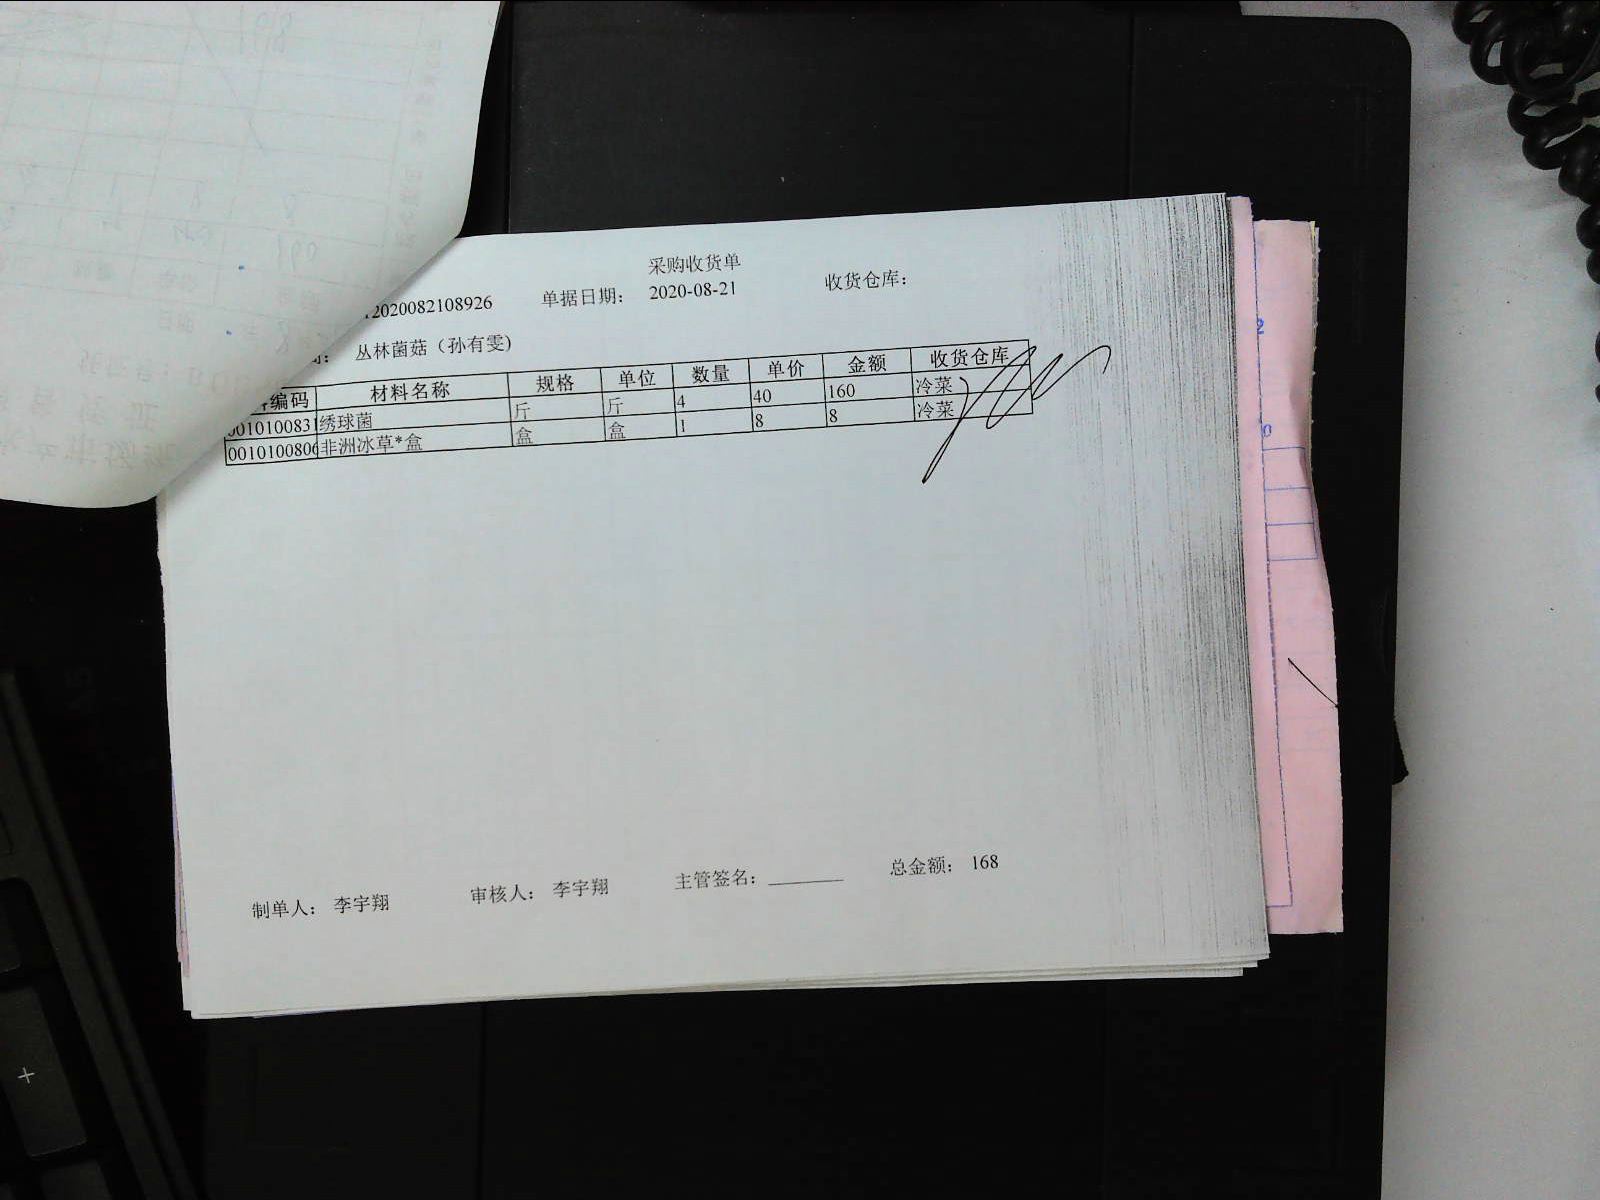 采购收货单
2020082108926 单据日期： 2020-08-21 收货仓库：
丛林菌菇（孙有雯)
编码 材料名称 规格 单位 数量 单价 金额 收货仓库
001010083 绣球菌 斤 斤 4 40 160 冷菜
001010080 非洲冰草*盒 盒 盒 1 8 8 冷菜
制单人： 李宇翔 审核人： 李宇翔 主管签名： 总金额： 168